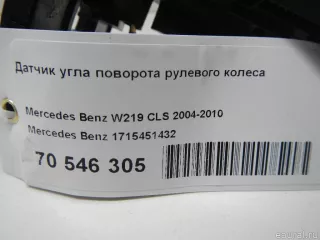 Датчик угла поворота рулевого колеса
Mercedes Benz W219 CLS 2004-2010
Mercedes Benz 1715451432
70 546 305